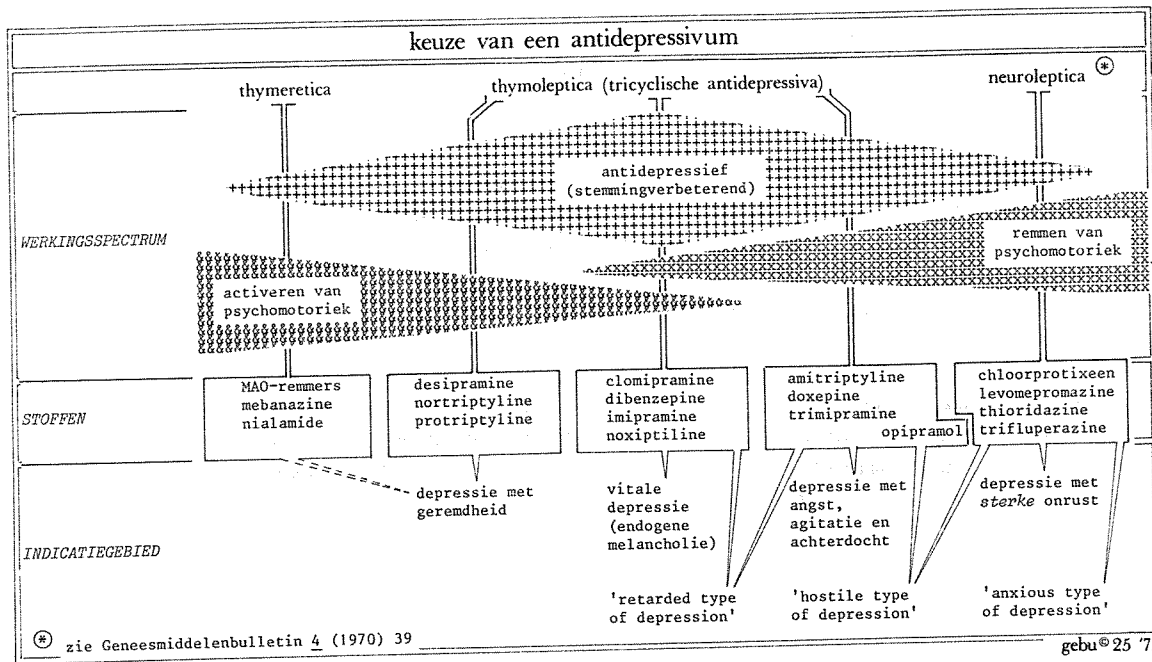 keuze van een antidepressivum
thymeretica
thymoleptica (tricyclische antidepressiva)
neuroleptica *
WERKINGSSPECTRUM
antidepressief
(stemmingverbeterend)
remmen van
psychomotoriek
activeren van
psychomotoriek
STOFFEN
MAO-remmers
mebanazine
nialamide
desipramine
nortriptyline
protriptyline
clomipramine
dibenzepine
imipramine
noxiptiline
amitriptyline
doxepine
trimipramine
opipramol
chloorprotixeen
levomepromazine
thioridazine
trifluperazine
INDICATIEGEBIED
depressie met
geremdheid
vitale
depressie
(endogene
melancholie)
depressie met
angst,
agitatie en
achterdocht
depressie met
sterke onrust
'retarded type
of depression'
'hostile type
of depression'
'anxious type
of depression'
* zie Geneesmiddelenbulletin 4 (1970) 39
gebu© 25 '7